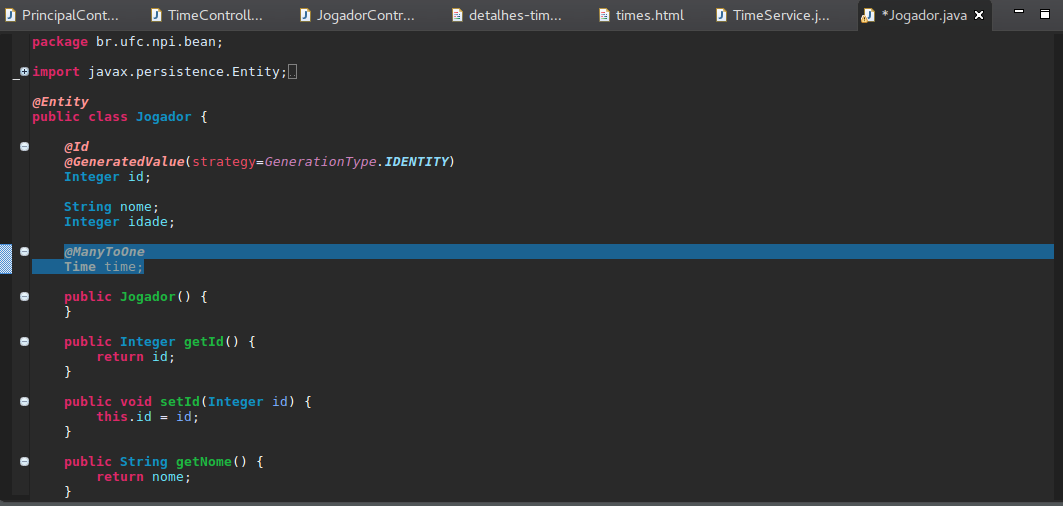 PrincipalCont...
TimeControll...
JogadorContr...
detalhes-tim...
times.html
TimeService.j...
*Jogador.java
package br.ufc.npi.bean;
import javax.persistence.Entity;
@Entity
public class Jogador {
@Id
@GeneratedValue(strategy=GenerationType.IDENTITY)
Integer id;
String nome;
Integer idade;
@ManyToOne
Time time;
public Jogador() {
}
public Integer getId() {
return id;
}
public void setId(Integer id) {
this.id = id;
}
public String getNome() {
return nome;
}